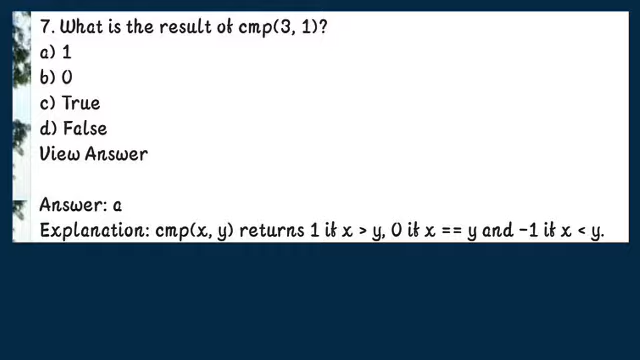 7. What is the result of cmp(3, 1)?
a) 1
b) 0
c) True
d) False
View Answer
Answer: a
Explanation: cmp(x, y) returns 1 if x > y, 0 if x == y and -1 if x < y.